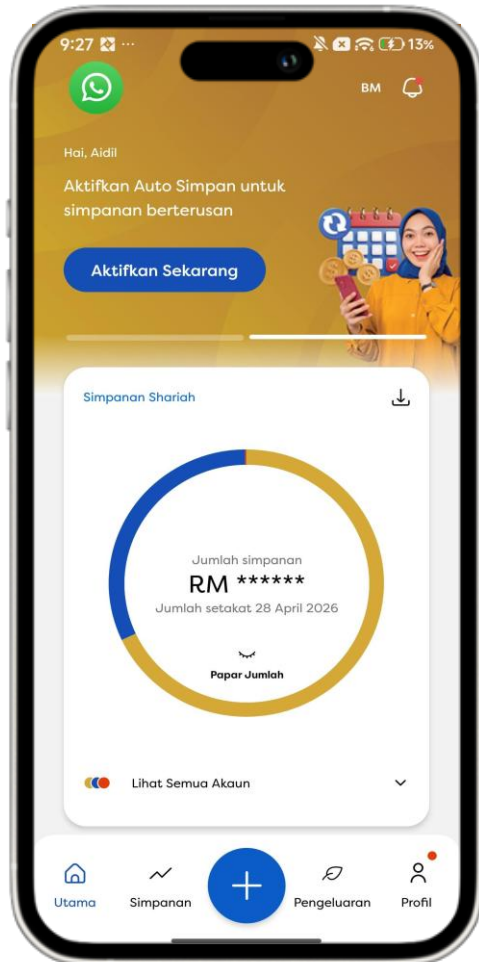 9:27
13%
BM
Hai, Aidil
Aktifkan Auto Simpan untuk
simpanan berterusan
Aktifkan Sekarang
Simpanan Shariah
Jumlah simpanan
RM ******
Jumlah setakat 28 April 2026
Papar Jumlah
Lihat Semua Akaun
Utama
Simpanan
Pengeluaran
Profil